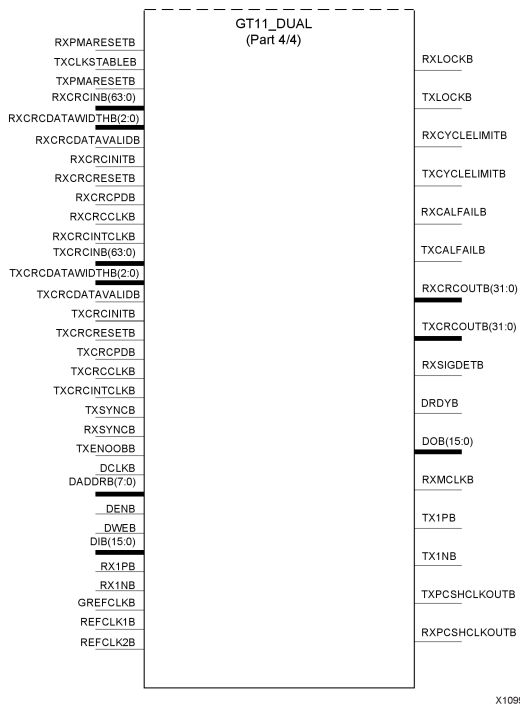 GT11_DUAL
(Part 4/4)
RXPMARESETB
TXCLKSTABLEB
TXPMARESETB
RXCRCINB(63:0)
RXCRCDATAWIDTHB(2:0)
RXCRCDATAVALIDB
RXCRCINITB
RXCRCRESETB
RXCRCPDB
RXCRCCLKB
RXCRCINTCLKB
TXCRCINB(63:0)
TXCRCDATAWIDTHB(2:0)
TXCRCDATAVALIDB
TXCRCINITB
TXCRCRESETB
TXCRCPDB
TXCRCCLKB
TXCRCINTCLKB
TXSYNCB
RXSYNCB
TXENOOBB
DCLKB
DADDRB(7:0)
DENB
DWEB
DIB(15:0)
RX1PB
RX1NB
GREFCLKB
REFCLK1B
REFCLK2B
RXLOCKB
TXLOCKB
RXCYCLELIMITB
TXCYCLELIMITB
RXCALFAILB
TXCALFAILB
RXCRCOUTB(31:0)
TXCRCOUTB(31:0)
RXSIGDETB
DRDYB
DOB(15:0)
RXMCLKB
TX1PB
TX1NB
TXPCSHCLKOUTB
RXPCSHCLKOUTB